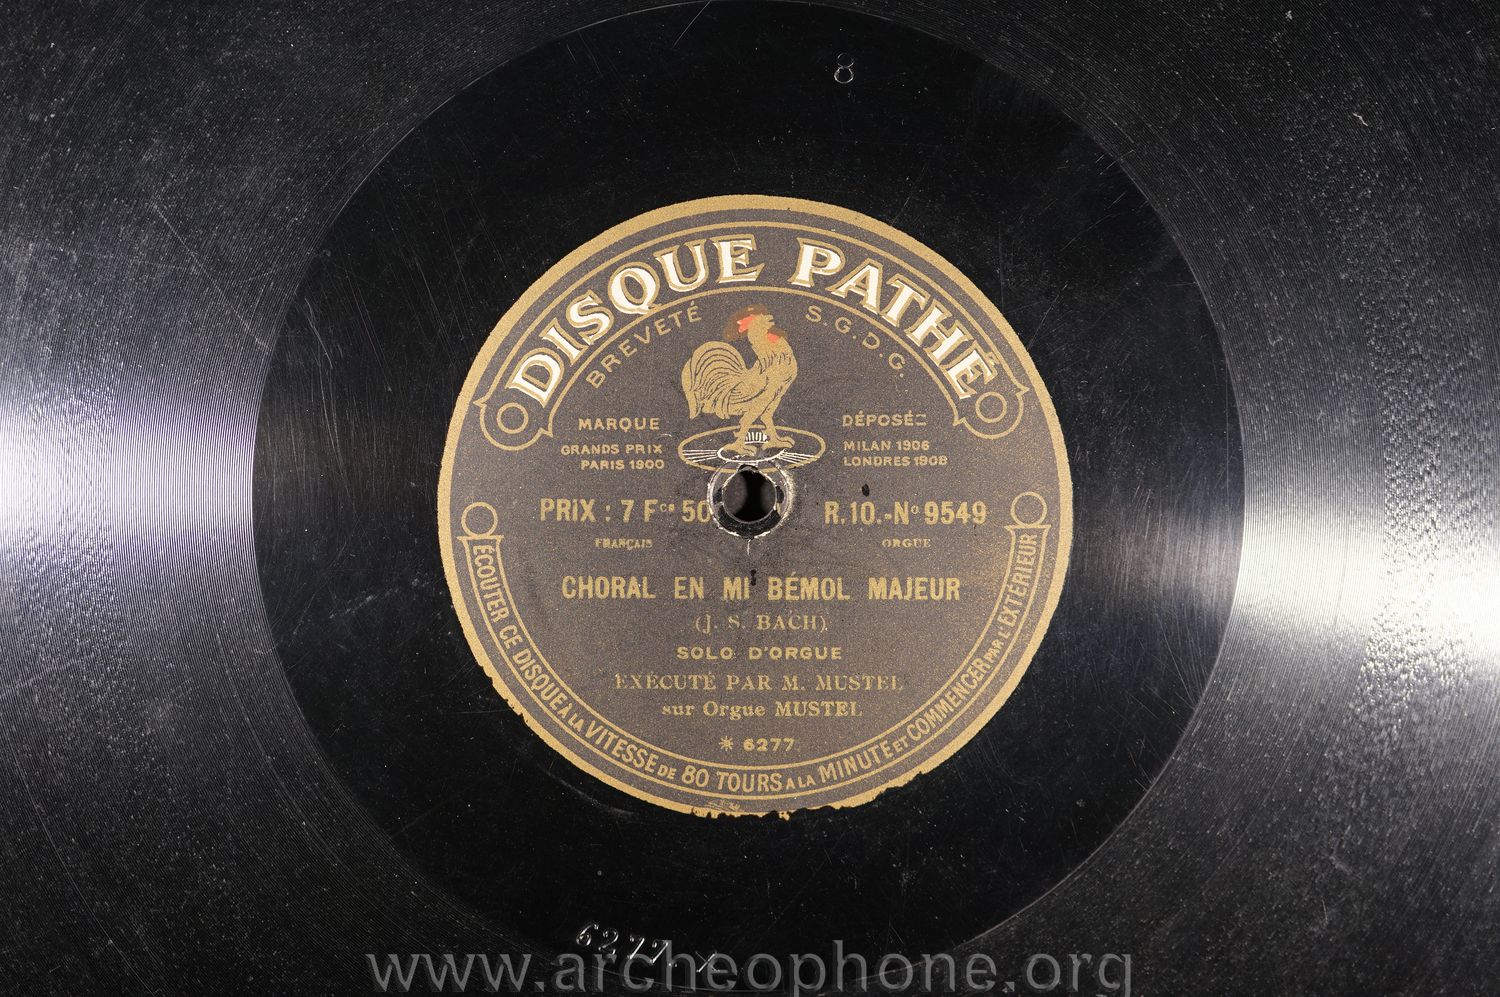 8
DISQUE PATHÉ
BREVETÉ S.G.D.G.
MARQUE DÉPOSÉE
GRANDS PRIX MILAN 1906
PARIS 1900 LONDRES 1908
PRIX : 7 Fcs 50 R.10.-No 9549
FRANÇAIS ORGUE
CHORAL EN MI BÉMOL MAJEUR
(J. S. BACH)
SOLO D'ORGUE
EXÉCUTÉ PAR M. MUSTEL
sur Orgue MUSTEL
* 6277
ÉCOUTER CE DISQUE À LA VITESSE DE 80 TOURS A LA MINUTE ET COMMENCER PAR L'EXTÉRIEUR
6277. /
www.archeophone.org